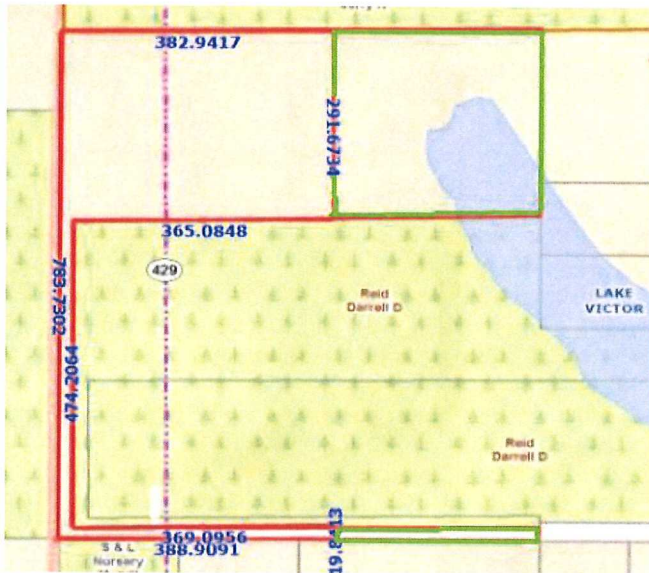 382.9417
291.6734
365.0848
429
783.7302
Reid
Darrell D
LAKE
VICTOR
474.2064
Reid
Darrell D
369.0956
388.9091
S & L
Nursery